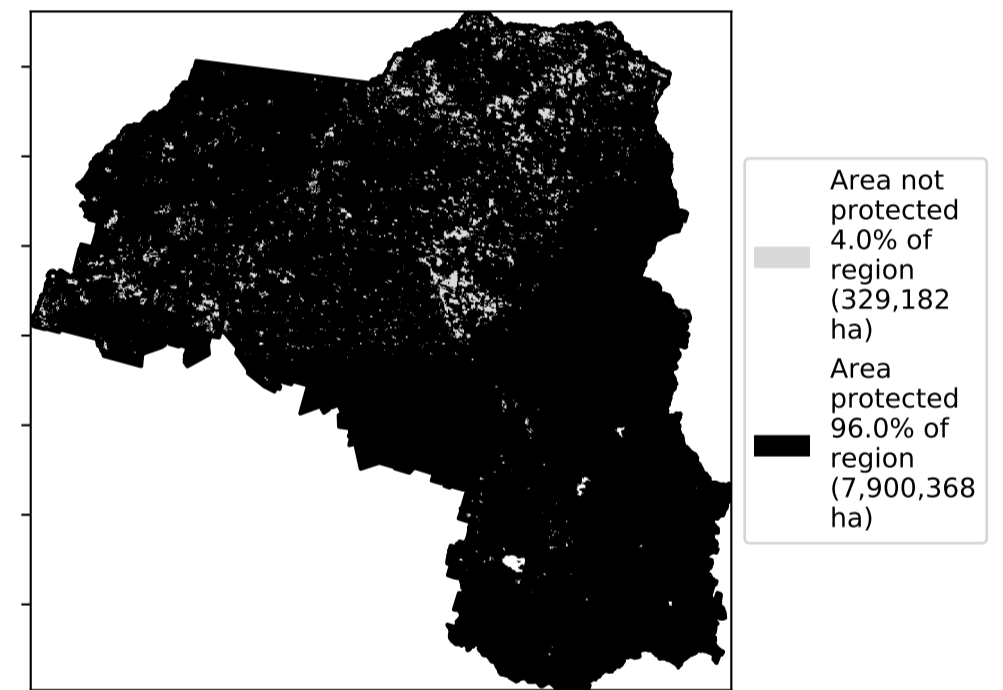 Area not
protected
4.0% of
region
(329,182
ha)
Area
protected
96.0% of
region
(7,900,368
ha)